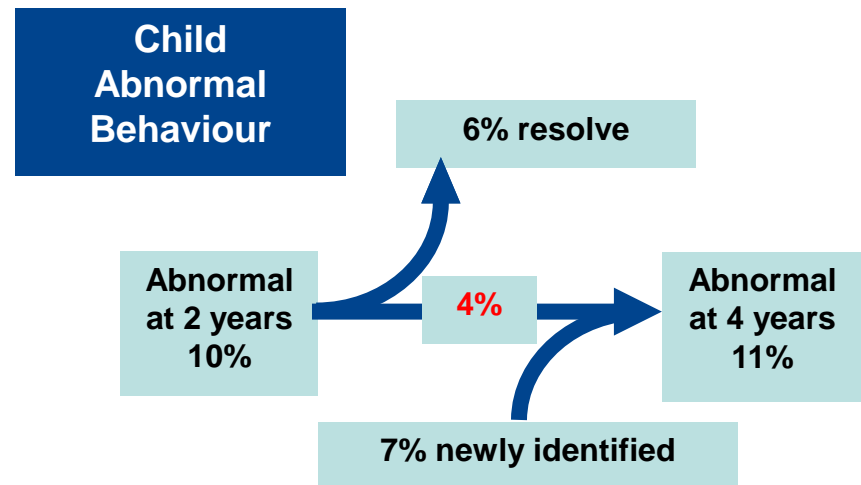 Child
Abnormal
Behaviour
6% resolve
Abnormal
at 2 years
10%
4%
Abnormal
at 4 years
11%
7% newly identified